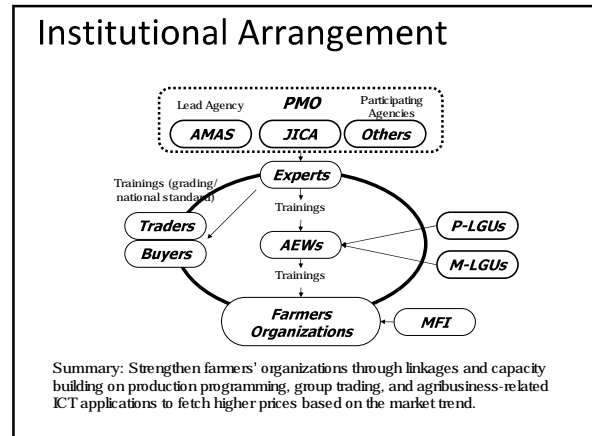 Institutional Arrangement
Lead Agency
PMO
Participating
Agencies
AMAS
JICA
Others
Experts
Trainings (grading/
national standard)
Trainings
Traders
Buyers
AEWs
P-LGUs
M-LGUs
Trainings
Farmers
Organizations
MFI
Summary: Strengthen farmers' organizations through linkages and capacity
building on production programming, group trading, and agribusiness-related
ICT applications to fetch higher prices based on the market trend.